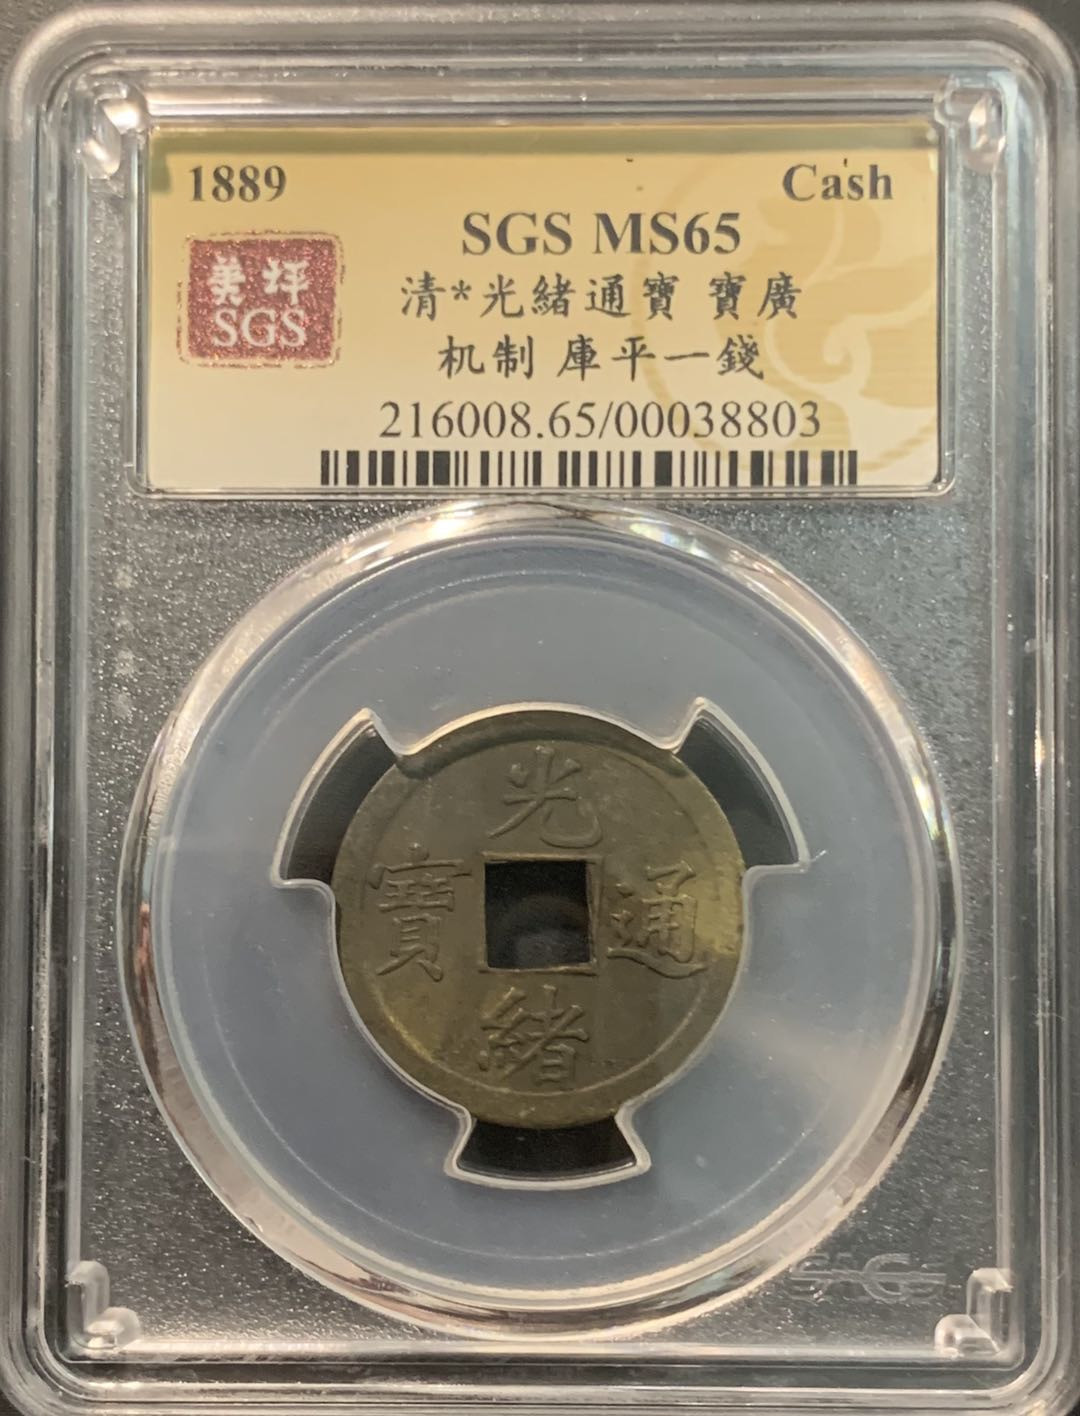 1889
Cash
SGS MS65
美坪
SGS
清*光緒通寶 寶廣
机制 庫平一錢
216008.65/00038803
光
寶 通
緒